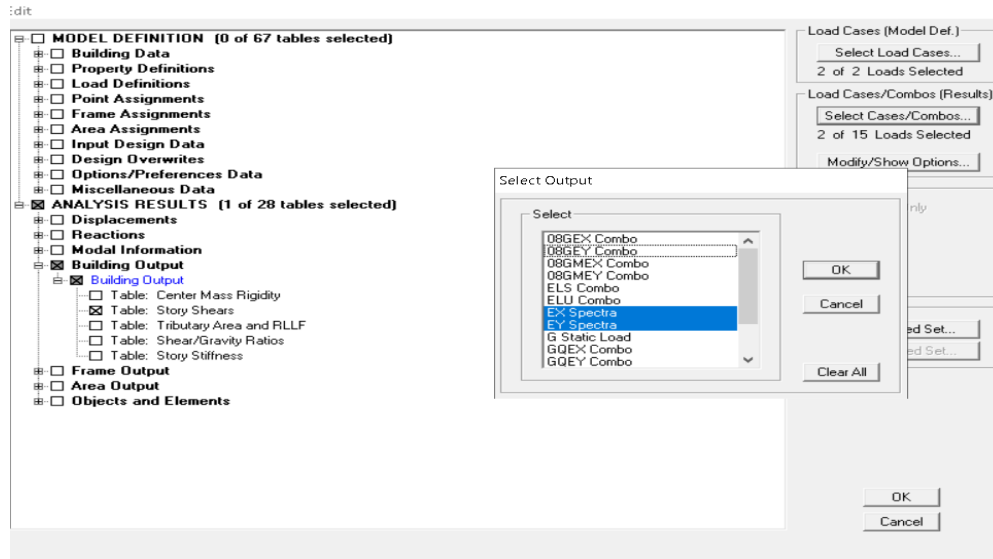 Edit
MODEL DEFINITION (0 of 67 tables selected)
Building Data
Property Definitions
Load Definitions
Point Assignments
Frame Assignments
Area Assignments
Input Design Data
Design Overwrites
Options/Preferences Data
Miscellaneous Data
ANALYSIS RESULTS (1 of 28 tables selected)
Displacements
Reactions
Modal Information
Building Output
Building Output
Table: Center Mass Rigidity
Table: Story Shears
Table: Tributary Area and RLLF
Table: Shear/Gravity Ratios
Table: Story Stiffness
Frame Output
Area Output
Objects and Elements
Select Output
Select
08GEX Combo
08GEY Combo
08GMEX Combo
08GMEY Combo
ELS Combo
ELU Combo
EX Spectra
EY Spectra
G Static Load
GQEX Combo
GQEY Combo
OK
Cancel
Clear All
Load Cases (Model Def.)
Select Load Cases...
2 of 2 Loads Selected
Load Cases/Combos (Results)
Select Cases/Combos...
2 of 15 Loads Selected
Modify/Show Options...
nly
ed Set...
ed Set...
OK
Cancel